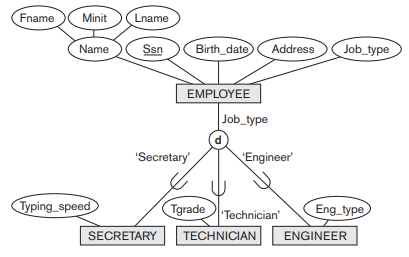 Fname Minit Lname
Name Ssn Birth_date Address Job_type
EMPLOYEE
Job_type
d
'Secretary' 'Engineer'
Typing_speed Tgrade 'Technician' Eng_type
SECRETARY TECHNICIAN ENGINEER